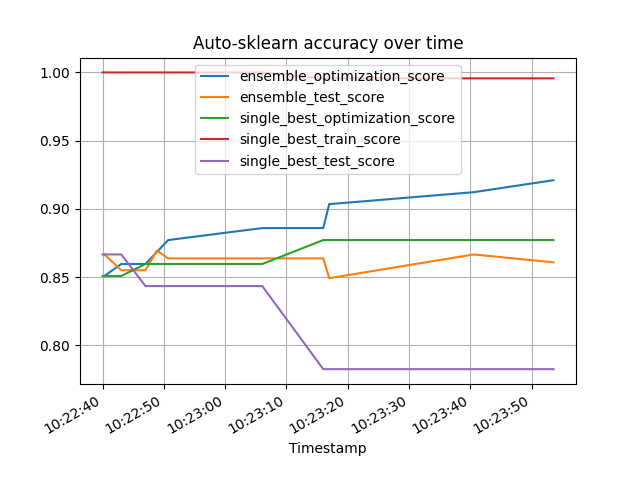 Auto-sklearn accuracy over time
1.00
0.95
0.90
0.85
0.80
ensemble_optimization_score
ensemble_test_score
single_best_optimization_score
single_best_train_score
single_best_test_score
10:22:40
10:22:50
10:23:00
10:23:10
10:23:20
10:23:30
10:23:40
10:23:50
Timestamp